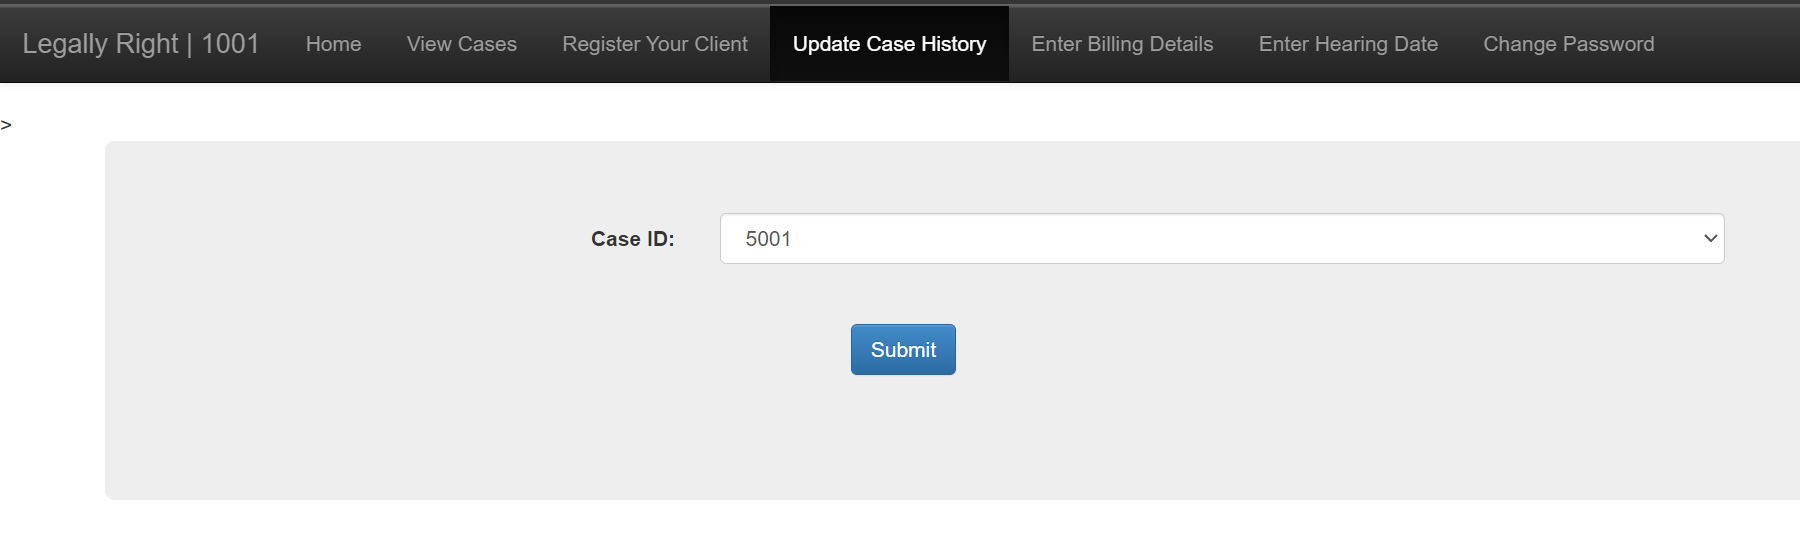 Legally Right | 1001 Home View Cases Register Your Client Update Case History Enter Billing Details Enter Hearing Date Change Password
>
Case ID: 5001
Submit